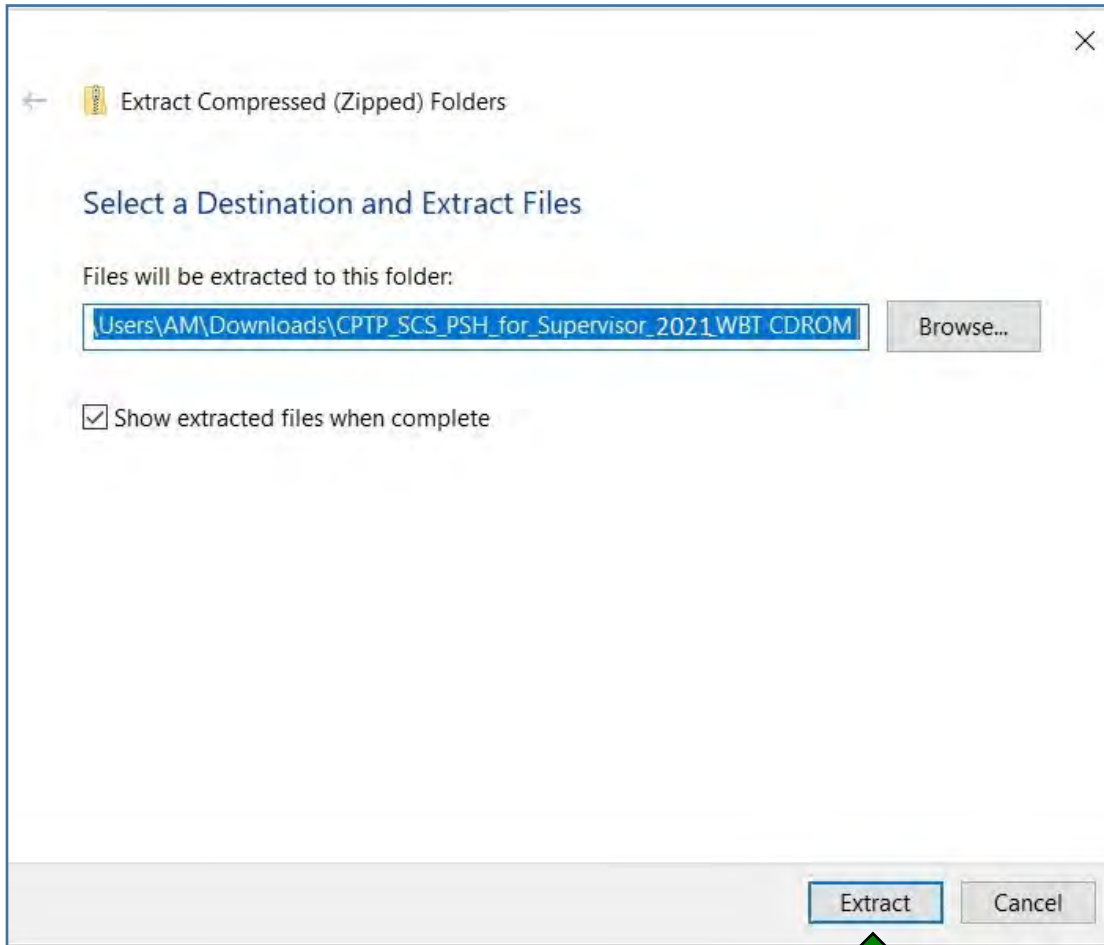 Extract Compressed (Zipped) Folders
Select a Destination and Extract Files
Files will be extracted to this folder:
\Users\AM\Downloads\CPTP_SCS_PSH_for_Supervisor_2021_WBT CDROM
Browse...
Show extracted files when complete
Extract
Cancel